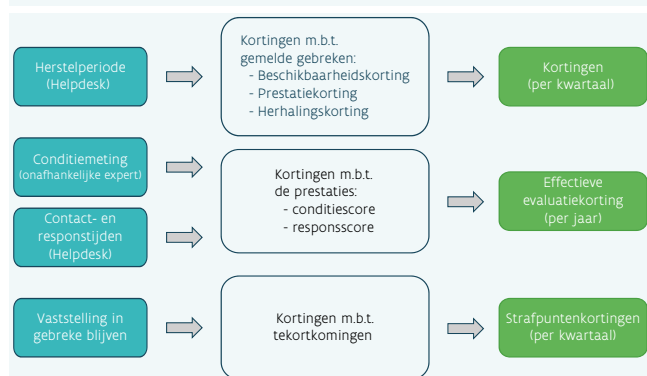 Herstelperiode
(Helpdesk)
Kortingen m.b.t.
gemelde gebreken:
- Beschikbaarheidskorting
- Prestatiekorting
- Herhalingskorting
Kortingen
(per kwartaal)
Conditiemeting
(onafhankelijke expert)
Contact- en
responstijden
(Helpdesk)
Kortingen m.b.t.
de prestaties:
- conditiescore
- responsscore
Effectieve
evaluatiekorting
(per jaar)
Vaststelling in
gebreke blijven
Kortingen m.b.t.
tekortkomingen
Strafpuntenkortingen
(per kwartaal)